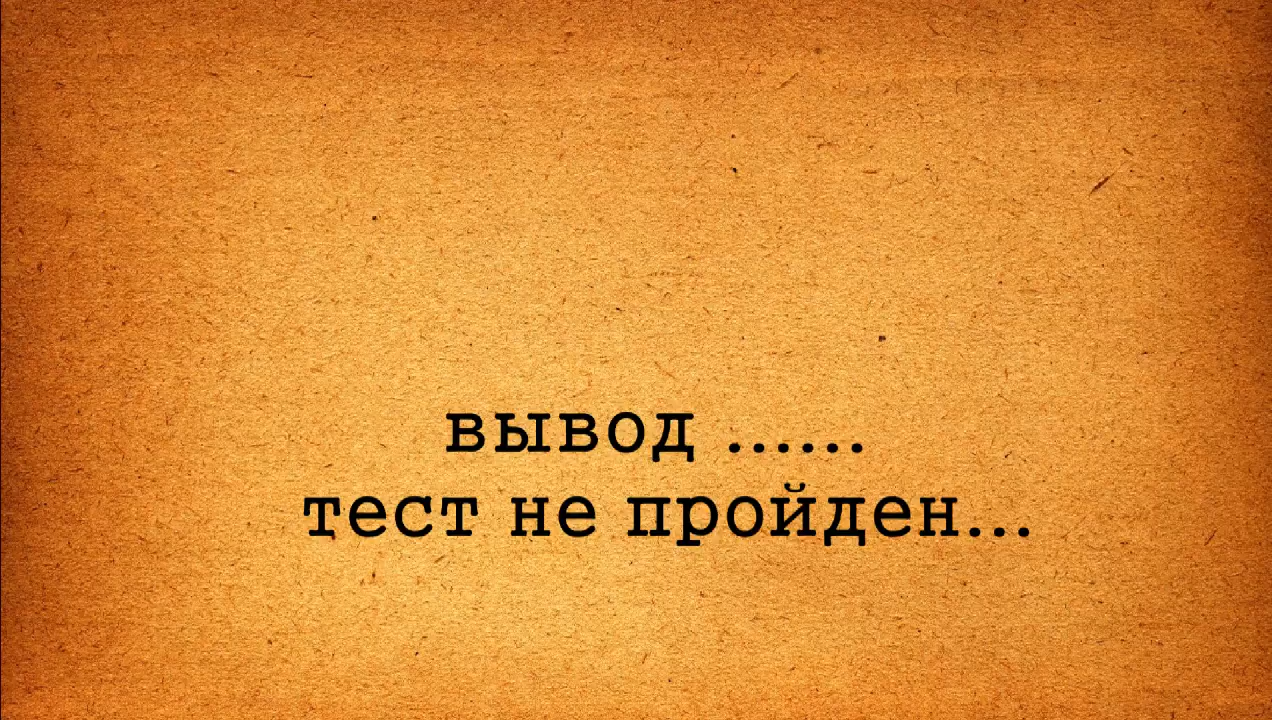 вывод ......
тест не пройден...